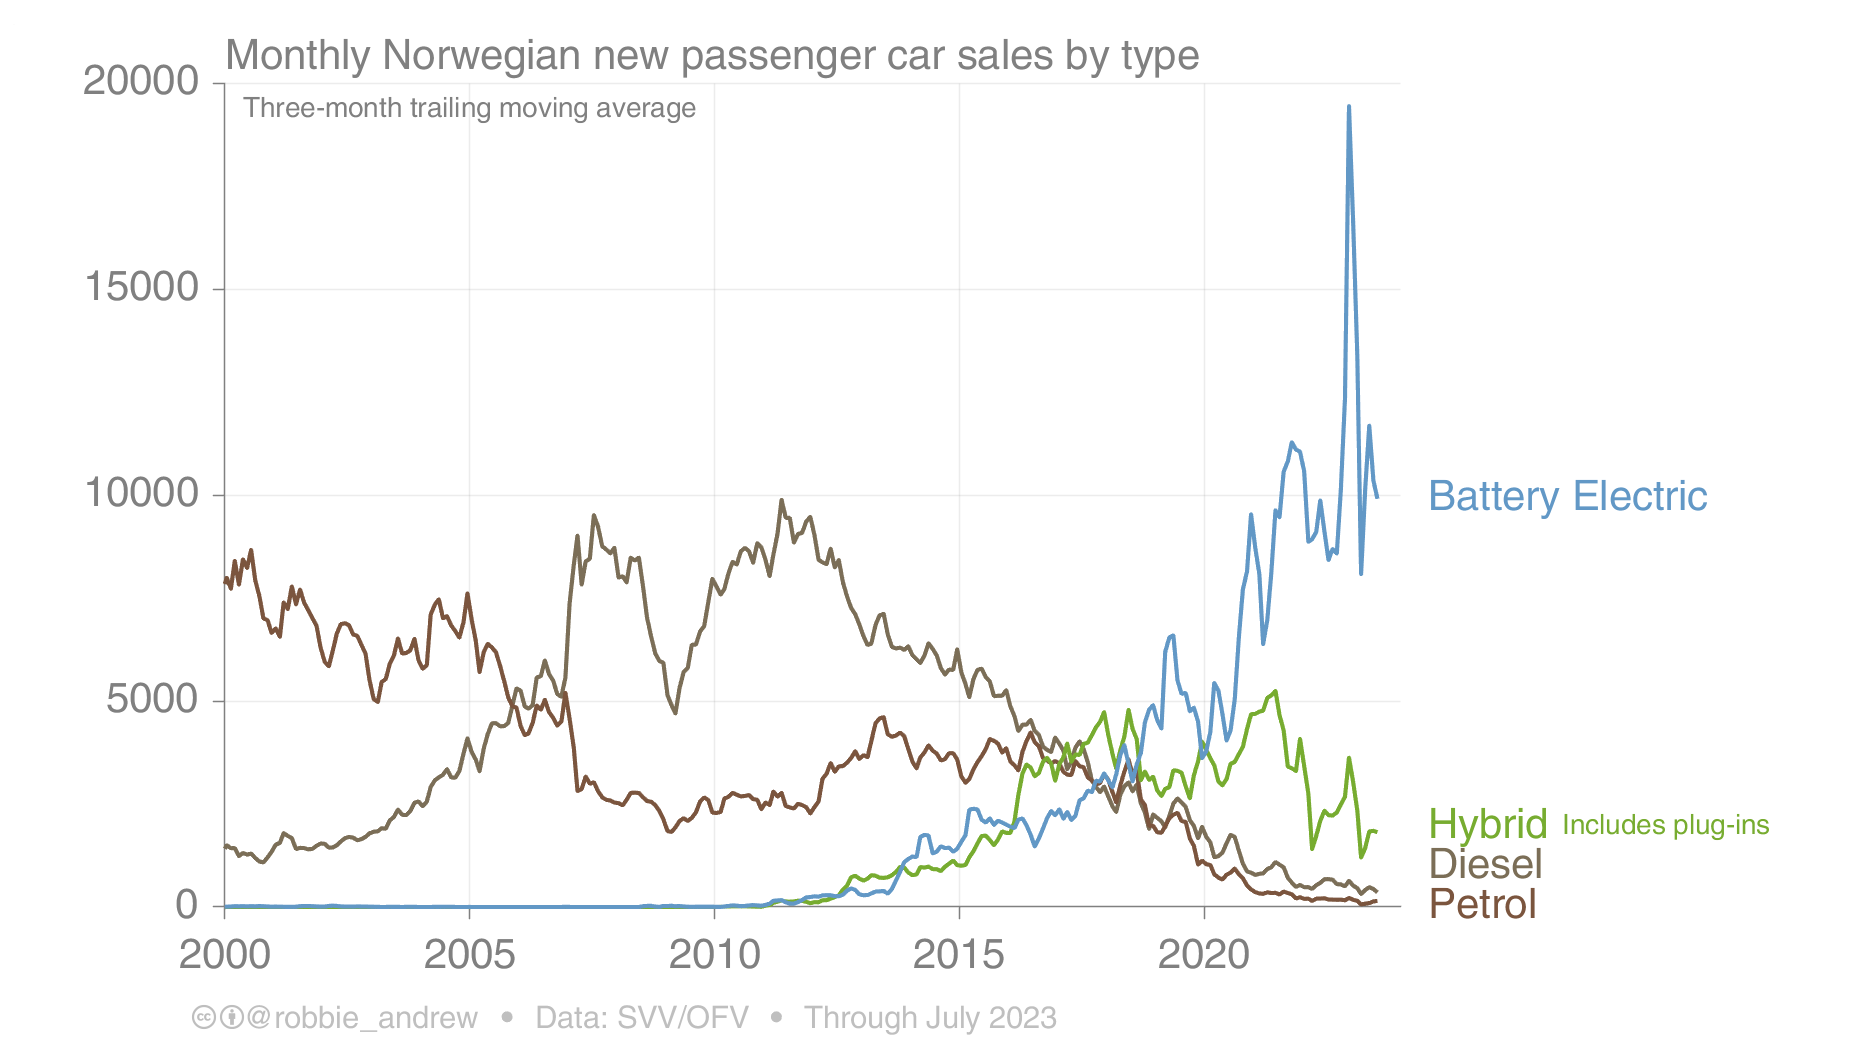 Monthly Norwegian new passenger car sales by type
Three-month trailing moving average
20000
15000
10000
5000
0
2000 2005 2010 2015 2020
Battery Electric
Hybrid Includes plug-ins
Diesel
Petrol
@robbie_andrew • Data: SVV/OFV • Through July 2023